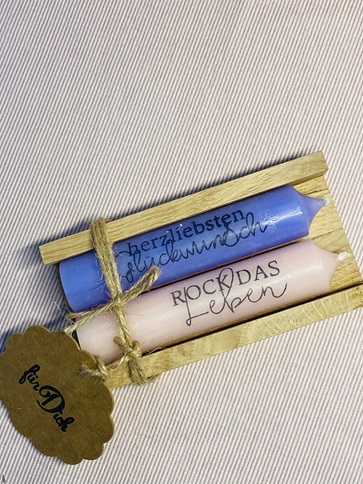 herzliebsten
Glückwunsch
ROCK DAS
Leben
für Dich